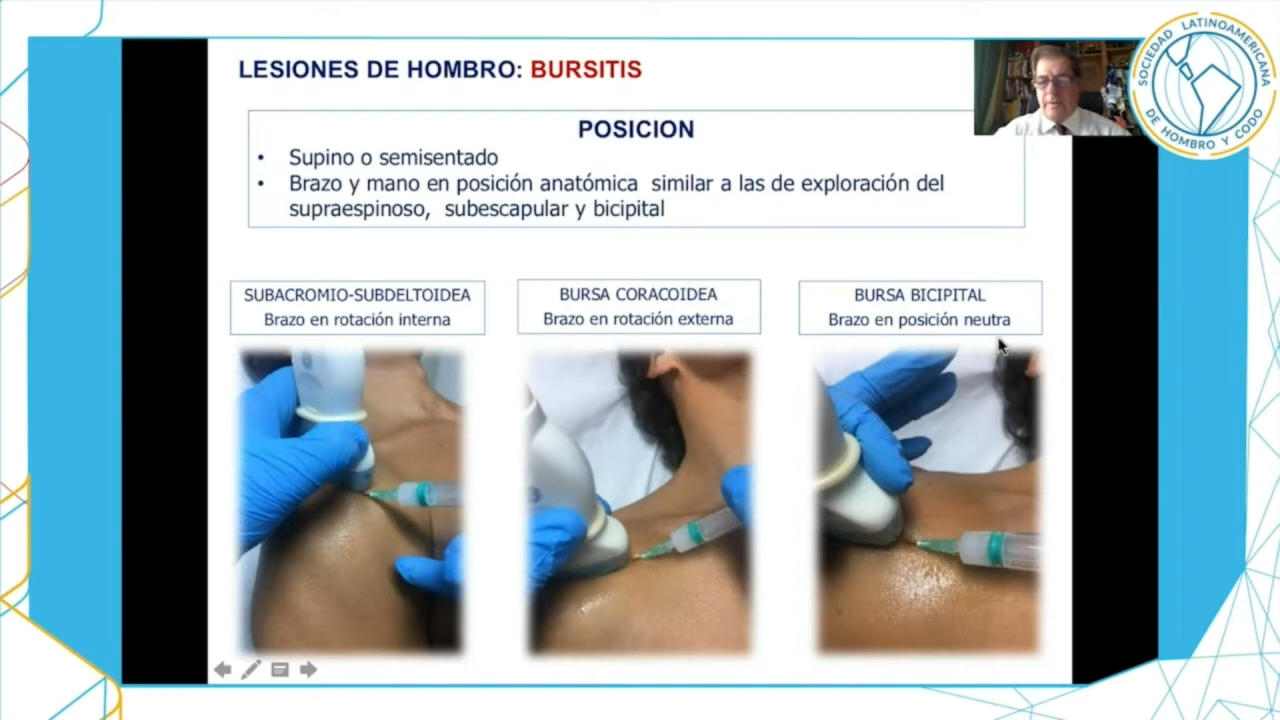 LESIONES DE HOMBRO: BURSITIS
SOCIEDAD LATINOAMERICANA
DE HOMBRO Y CODO
POSICION
• Supino o semisentado
• Brazo y mano en posición anatómica similar a las de exploración del
supraespinoso, subescapular y bicipital
SUBACROMIO-SUBDELTOIDEA
Brazo en rotación interna
BURSA CORACOIDEA
Brazo en rotación externa
BURSA BICIPITAL
Brazo en posición neutra